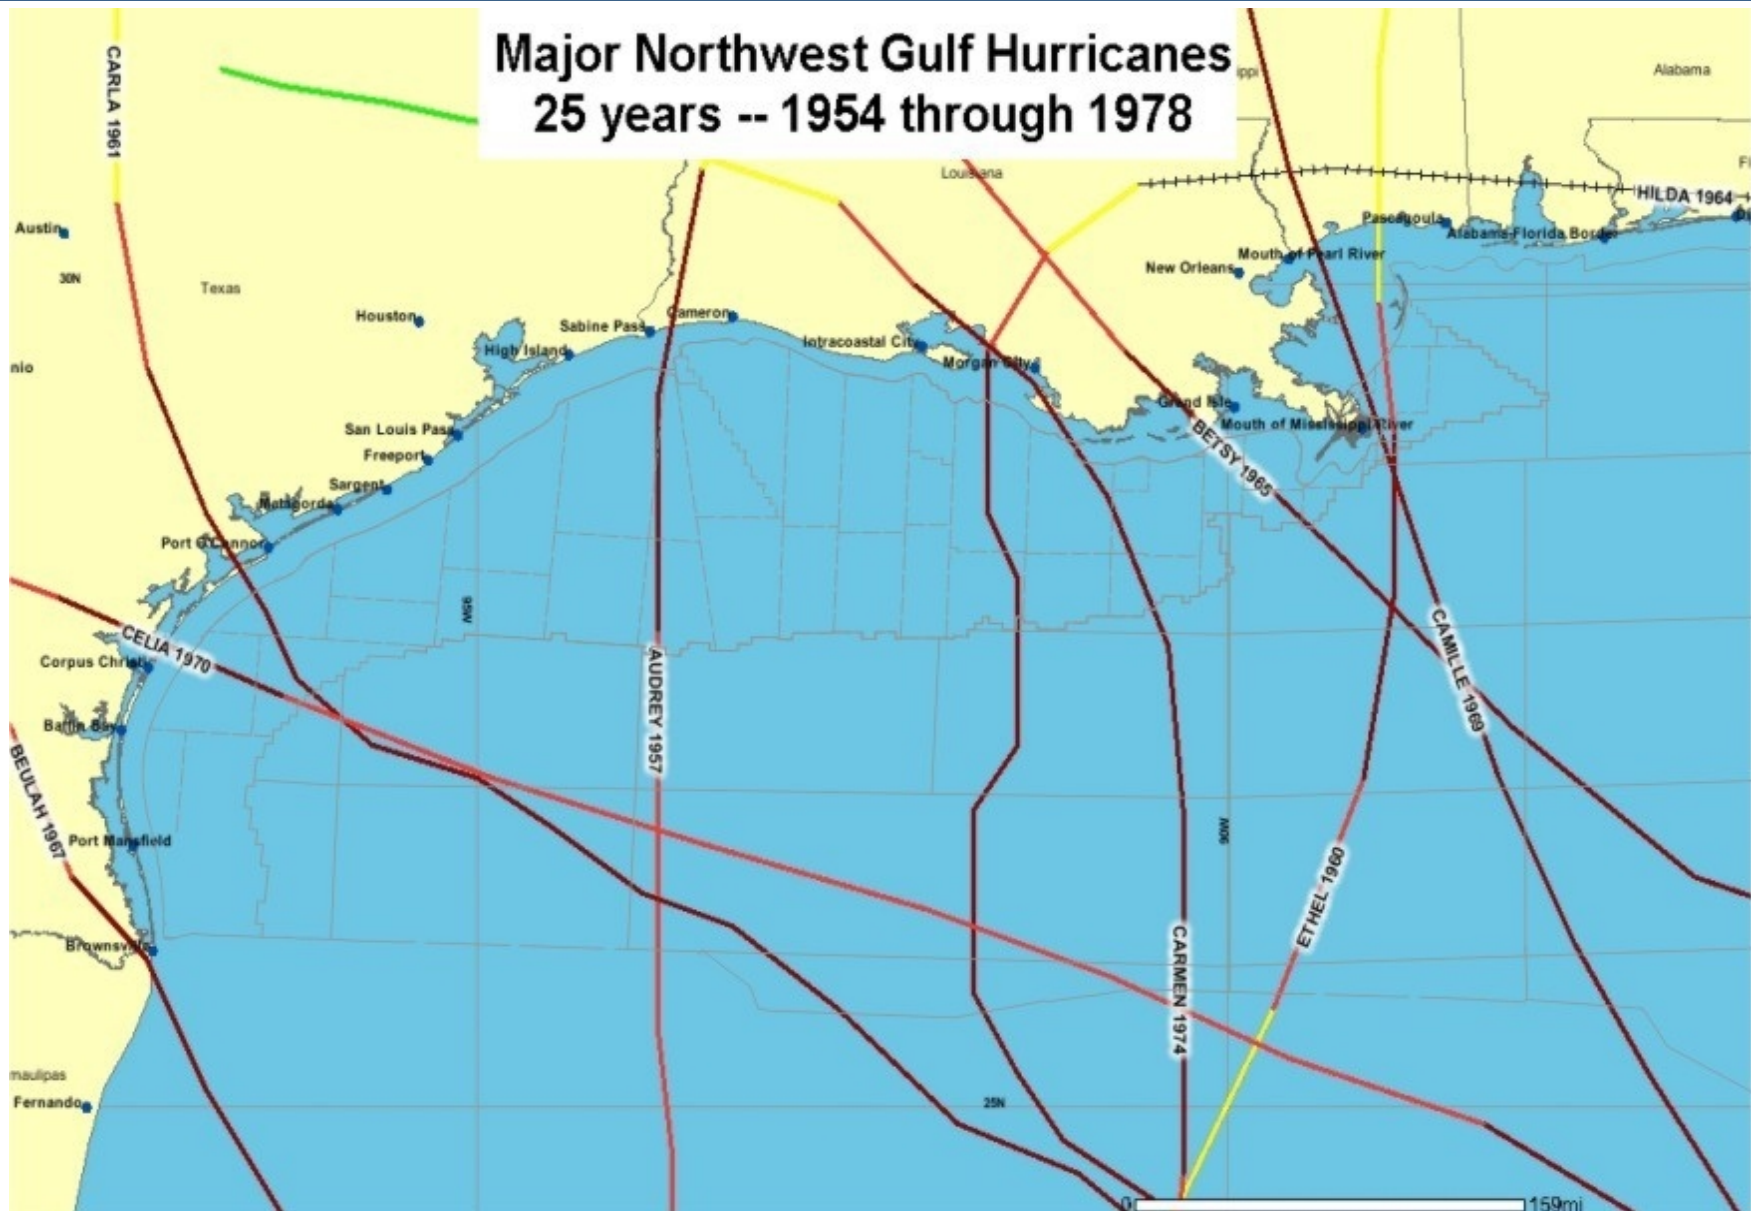 Major Northwest Gulf Hurricanes
25 years -- 1954 through 1978
CARLA 1961
ippi
Alabama
Fl
Louisiana
HILDA 1964
Austin
Pascagoula
Alabama-Florida Border
30N
Texas
New Orleans
Mouth of Pearl River
Houston
Sabine Pass
Cameron
High Island
Intracoastal City
Morgan City
nio
Grand Isle
Mouth of Mississippi River
San Louis Pass
Freeport
BETSY 1965
Sargent
Matagorda
Port O'Connor
95W
CELIA 1970
Corpus Christi
AUDREY 1957
CAMILLE 1969
Baffin Bay
BEULAH 1967
Port Mansfield
90W
ETHEL 1960
Brownsville
CARMEN 1974
maulipas
Fernando
25N
0
159mi